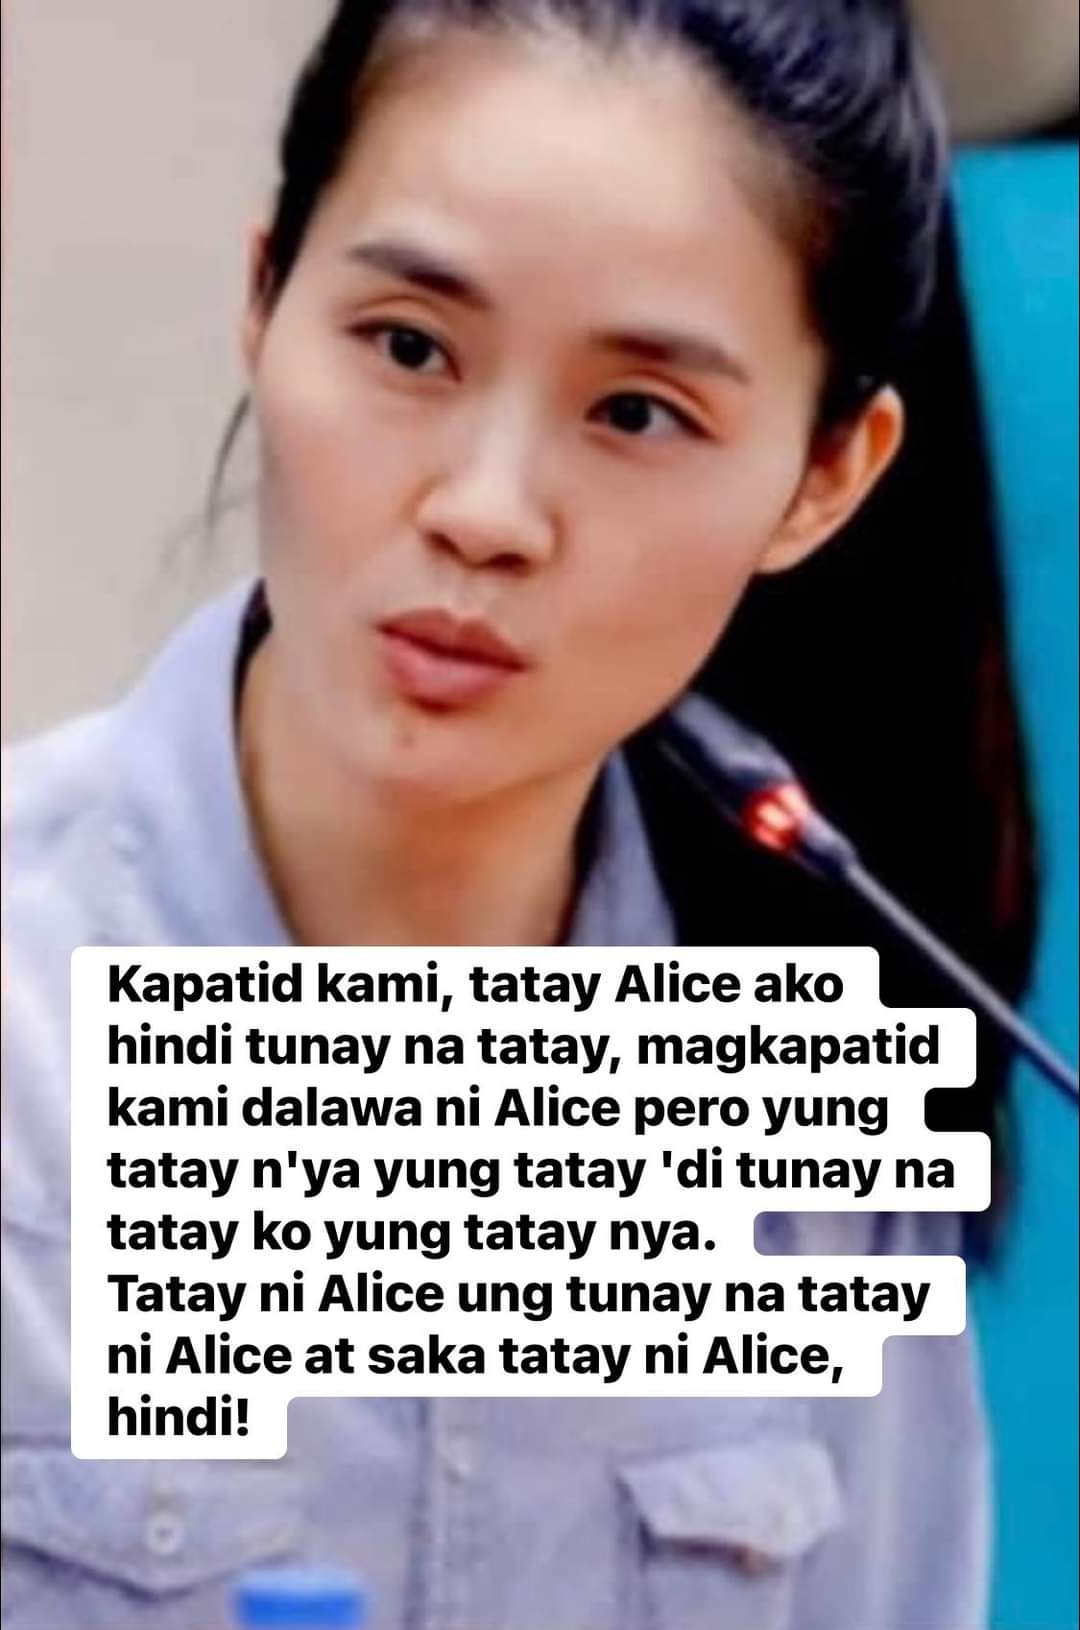 Kapatid kami, tatay Alice ako
hindi tunay na tatay, magkapatid
kami dalawa ni Alice pero yung
tatay n'ya yung tatay 'di tunay na
tatay ko yung tatay nya.
Tatay ni Alice ung tunay na tatay
ni Alice at saka tatay ni Alice,
hindi!